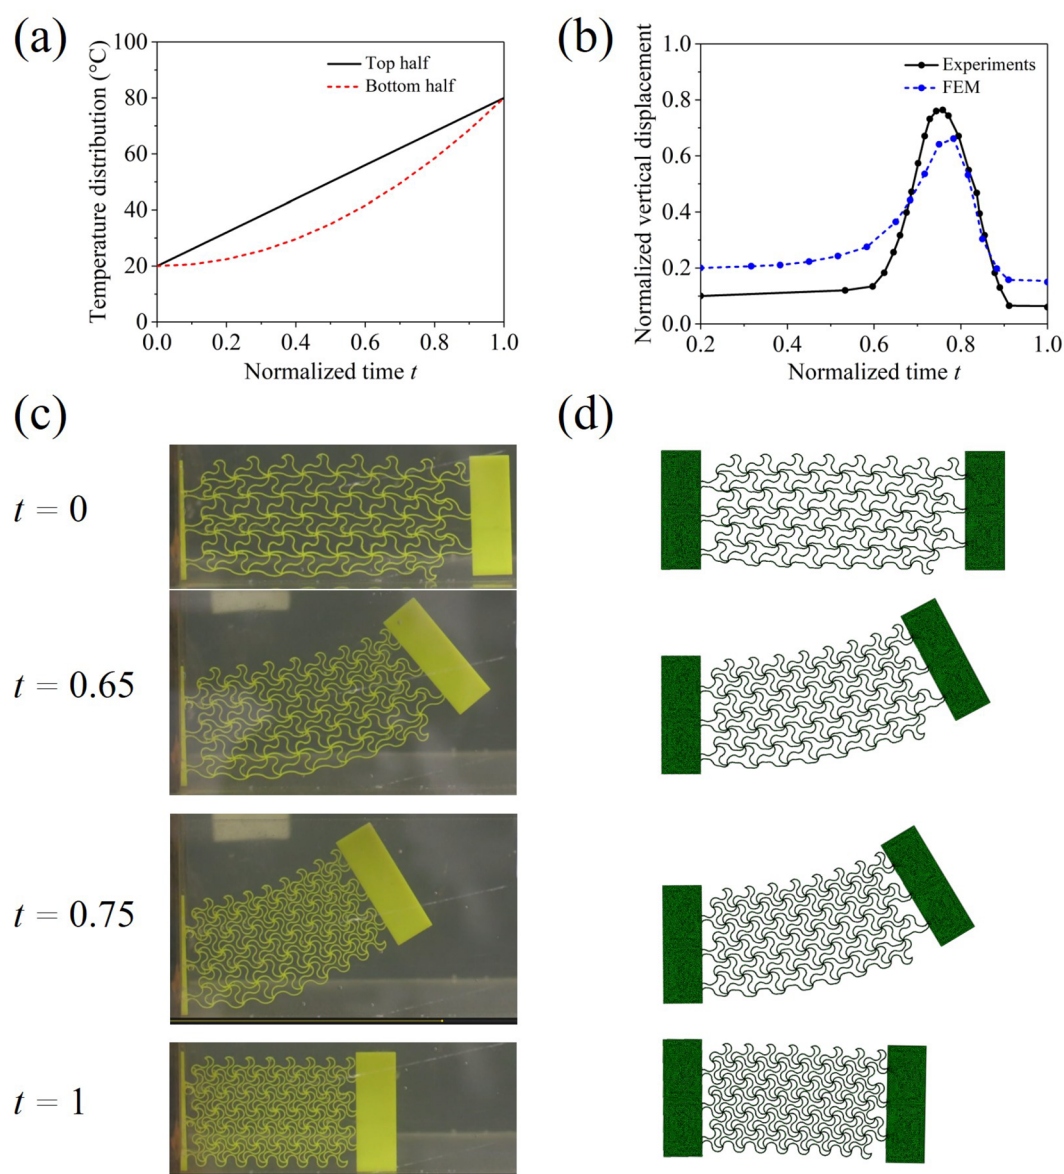 (a)
Temperature distribution (°C)
100
80
60
40
20
0
0.0 0.2 0.4 0.6 0.8 1.0
Normalized time t
Top half
Bottom half
(b)
Normalized vertical displacement
1.0
0.8
0.6
0.4
0.2
0.0
0.2 0.4 0.6 0.8 1.0
Normalized time t
Experiments
FEM
(c)
(d)
t = 0
t = 0.65
t = 0.75
t = 1